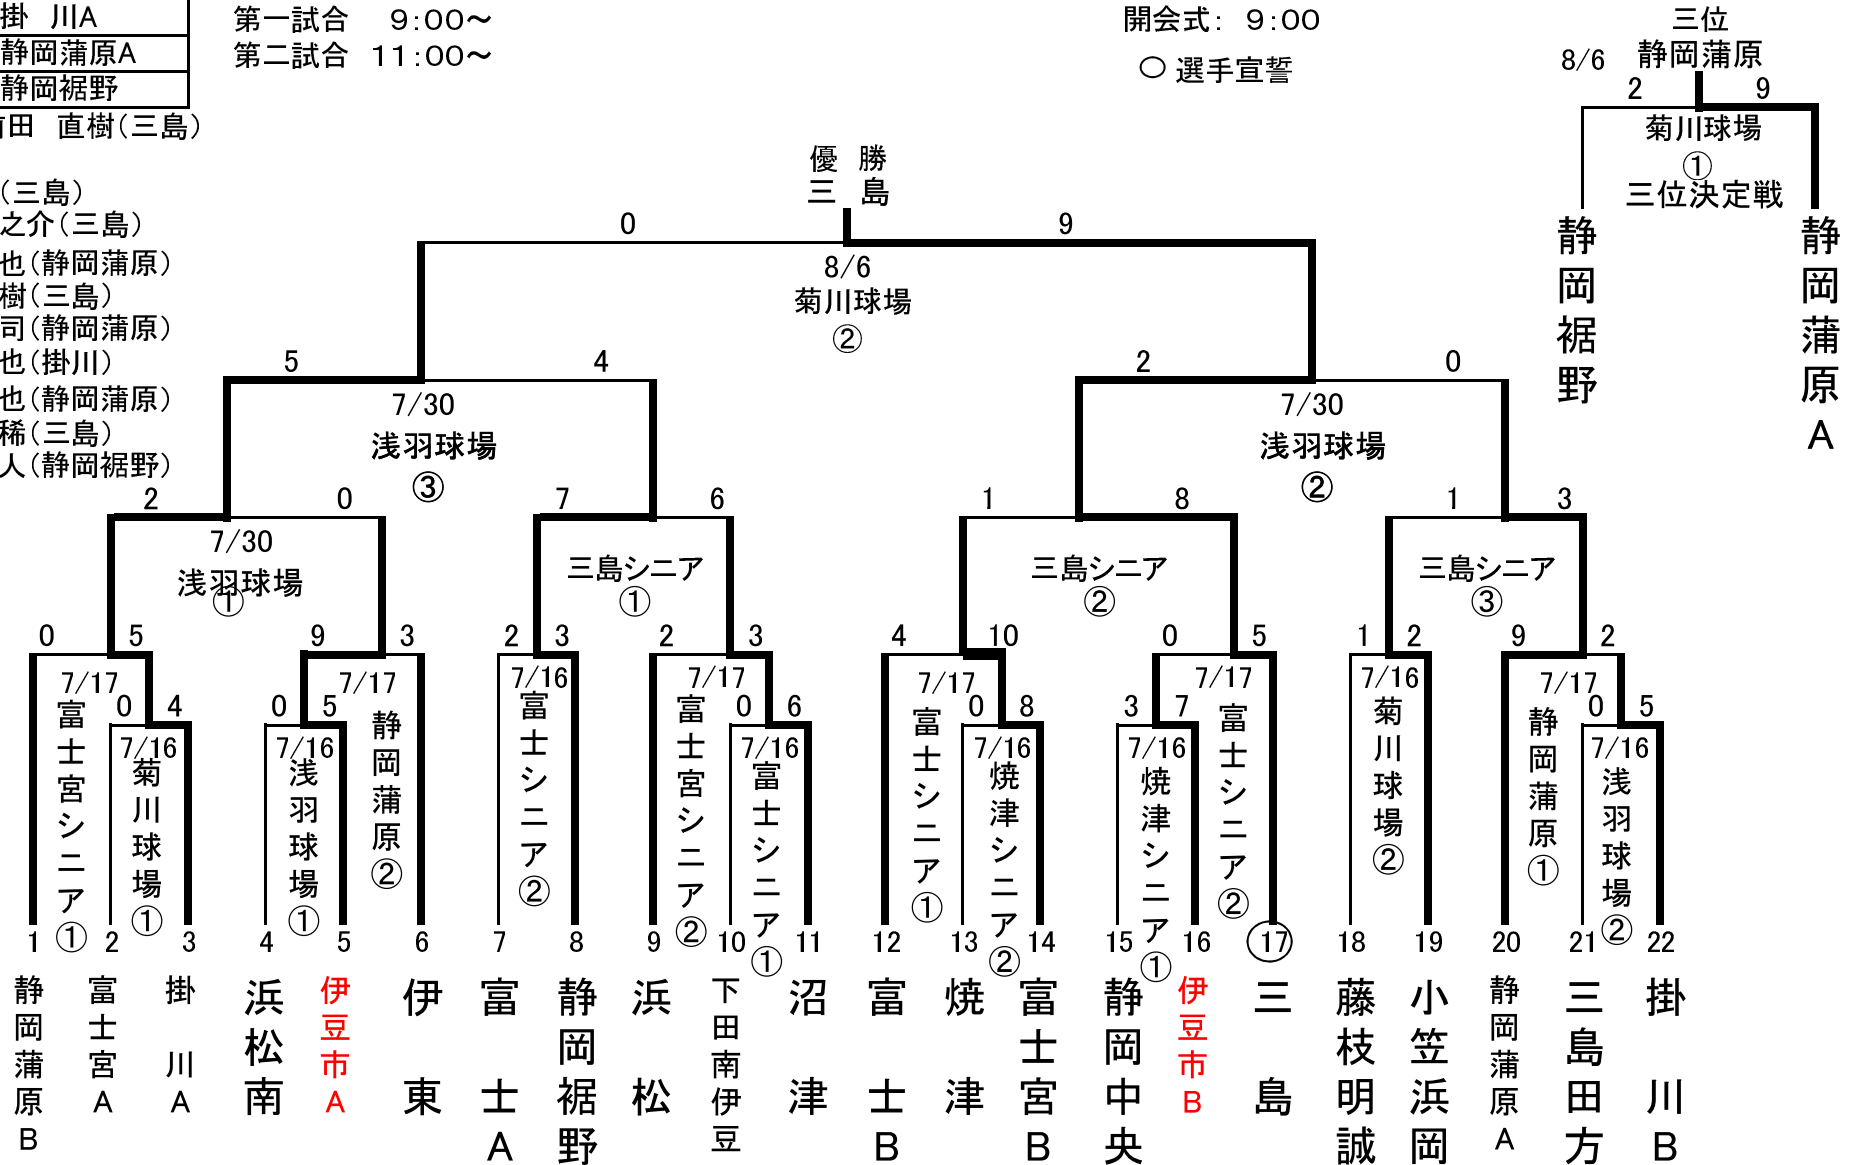 掛 川A
静岡蒲原A
静岡裾野
田 直樹(三島)
(三島)
之介(三島)
也(静岡蒲原)
樹(三島)
司(静岡蒲原)
也(掛川)
也(静岡蒲原)
稀(三島)
人(静岡裾野)
第一試合 9:00~
第二試合 11:00~
開会式: 9:00
○ 選手宣誓
三位
8/6 静岡蒲原
2 9
菊川球場
①
三位決定戦
静岡裾野
静岡蒲原A
優 勝
三 島
0 9
8/6
菊川球場
②
5 4 2 0
7/30 7/30
浅羽球場 浅羽球場
③ ②
2 0 7 6 1 8 1 3
7/30
浅羽球場 三島シニア 三島シニア 三島シニア
① ① ② ③
0 5 9 3 2 3 2 3 4 10 0 5 1 2 9 2
7/17 7/17 7/16 7/17 7/17 7/17 7/16 7/17
0 4 0 5 0 6 0 8 3 7 0 5
7/16 7/16 7/16 7/16 7/16 7/16
富士宮シニア①
菊川球場①
浅羽球場①
静岡蒲原②
富士シニア②
富士宮シニア②
富士シニア①
富士シニア①
焼津シニア②
焼津シニア①
富士シニア②
菊川球場②
静岡蒲原①
浅羽球場②
1 2 3 4 5 6 7 8 9 10 11 12 13 14 15 16 17 18 19 20 21 22
静岡蒲原B
富士宮A
掛 川A
浜松南
伊豆市A
伊 東
富 士A
静岡裾野
浜 松
下田南伊豆
沼 津
富 士B
焼 津
富士宮B
静岡中央
伊豆市B
三 島
藤枝明誠
小笠浜岡
静岡蒲原A
三島田方
掛 川B